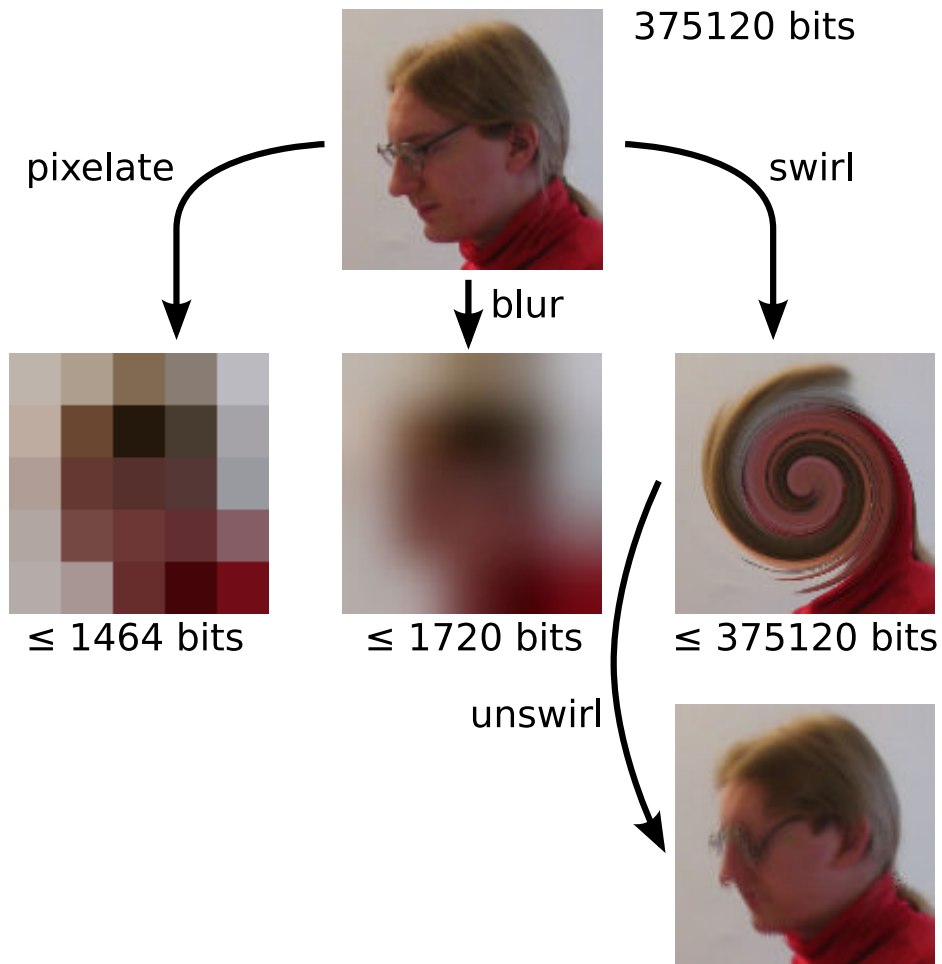 375120 bits
pixelate
swirl
blur
≤ 1464 bits
≤ 1720 bits
≤ 375120 bits
unswirl